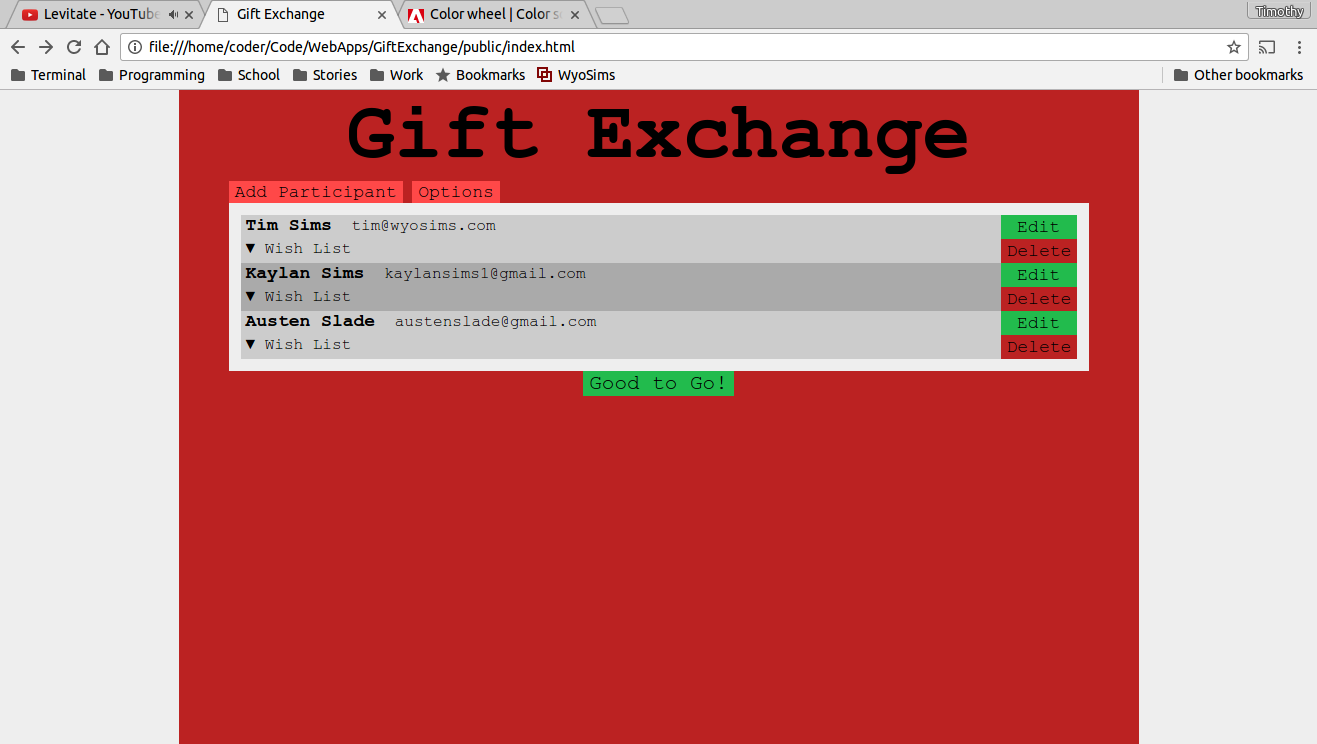 Levitate - YouTube
Gift Exchange
Color wheel | Color s
Timothy
file:///home/coder/Code/WebApps/GiftExchange/public/index.html
Terminal Programming School Stories Work Bookmarks WyoSims Other bookmarks
Gift Exchange
Add Participant Options
Tim Sims tim@wyosims.com Edit
▼ Wish List Delete
Kaylan Sims kaylansims1@gmail.com Edit
▼ Wish List Delete
Austen Slade austenslade@gmail.com Edit
▼ Wish List Delete
Good to Go!